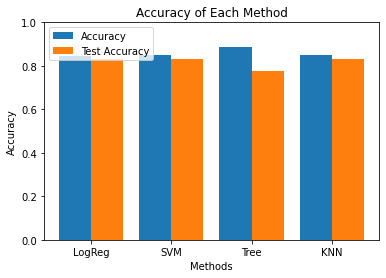 Accuracy of Each Method
Accuracy
Test Accuracy
1.0
0.8
0.6
0.4
0.2
0.0
Accuracy
LogReg SVM Tree KNN
Methods